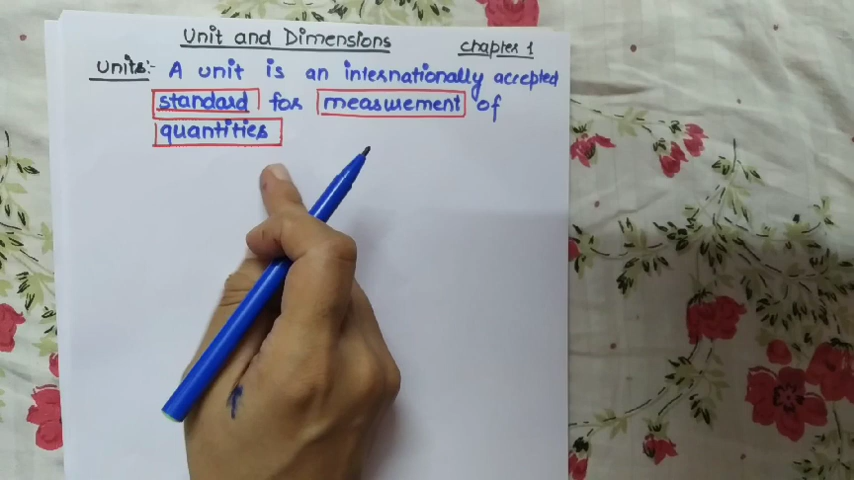 Unit and Dimensions
Chapter 1
Units:- A unit is an internationally accepted
standard for measurement of
quantities